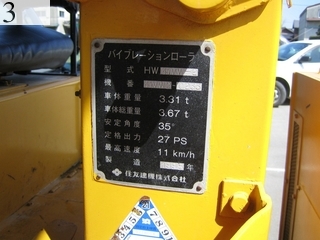 3
バイブレーションローラ
型式 HW
機番
車体重量 3.31 t
車体総重量 3.67 t
安定角度 35°
定格出力 27 PS
最高速度 11 km/h
製造 年
住友建機株式会社